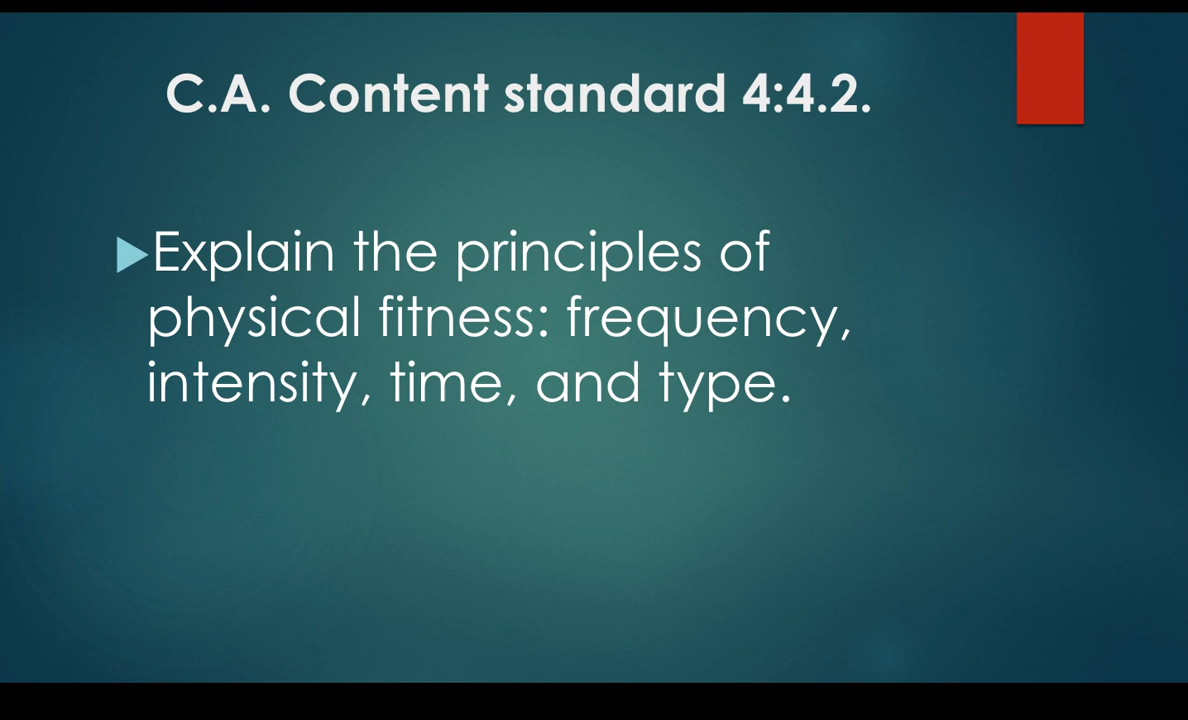 C.A. Content standard 4:4.2.
Explain the principles of
physical fitness: frequency,
intensity, time, and type.